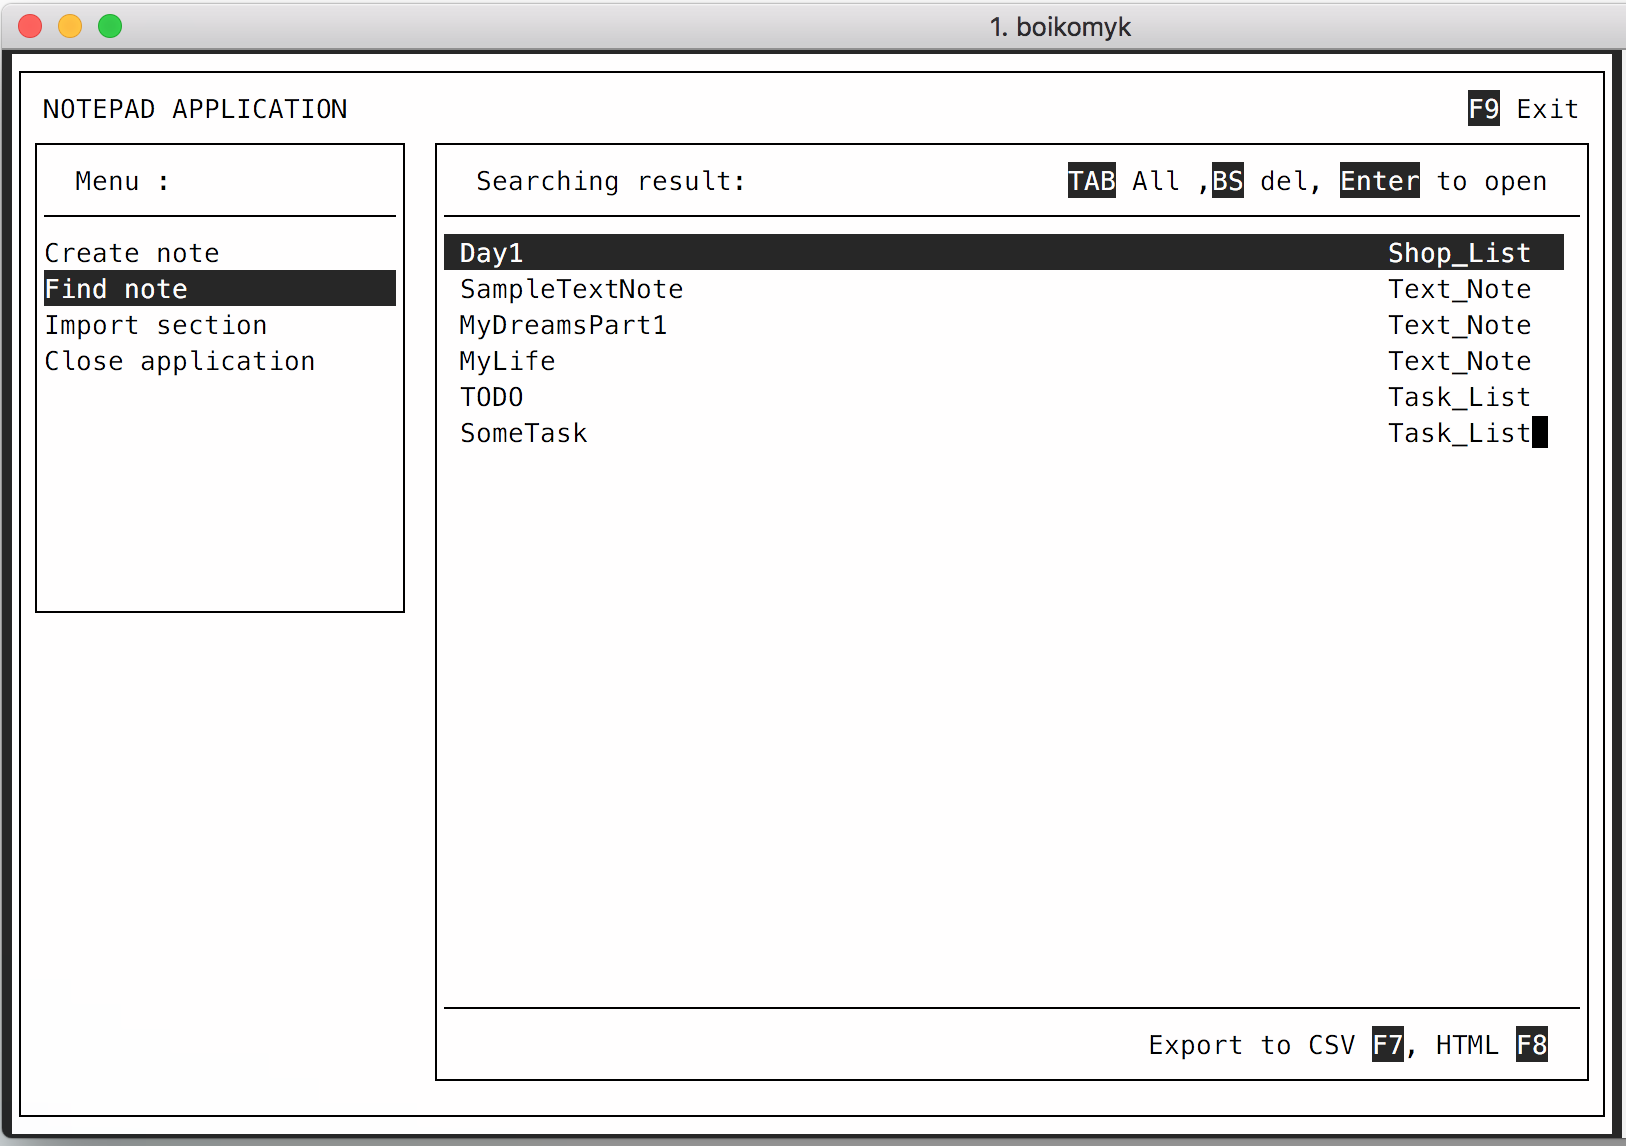 1. boikomyk
NOTEPAD APPLICATION F9 Exit
Menu :
Create note
Find note
Import section
Close application
Searching result: TAB All ,BS del, Enter to open
Day1 Shop_List
SampleTextNote Text_Note
MyDreamsPart1 Text_Note
MyLife Text_Note
TODO Task_List
SomeTask Task_List
Export to CSV F7, HTML F8